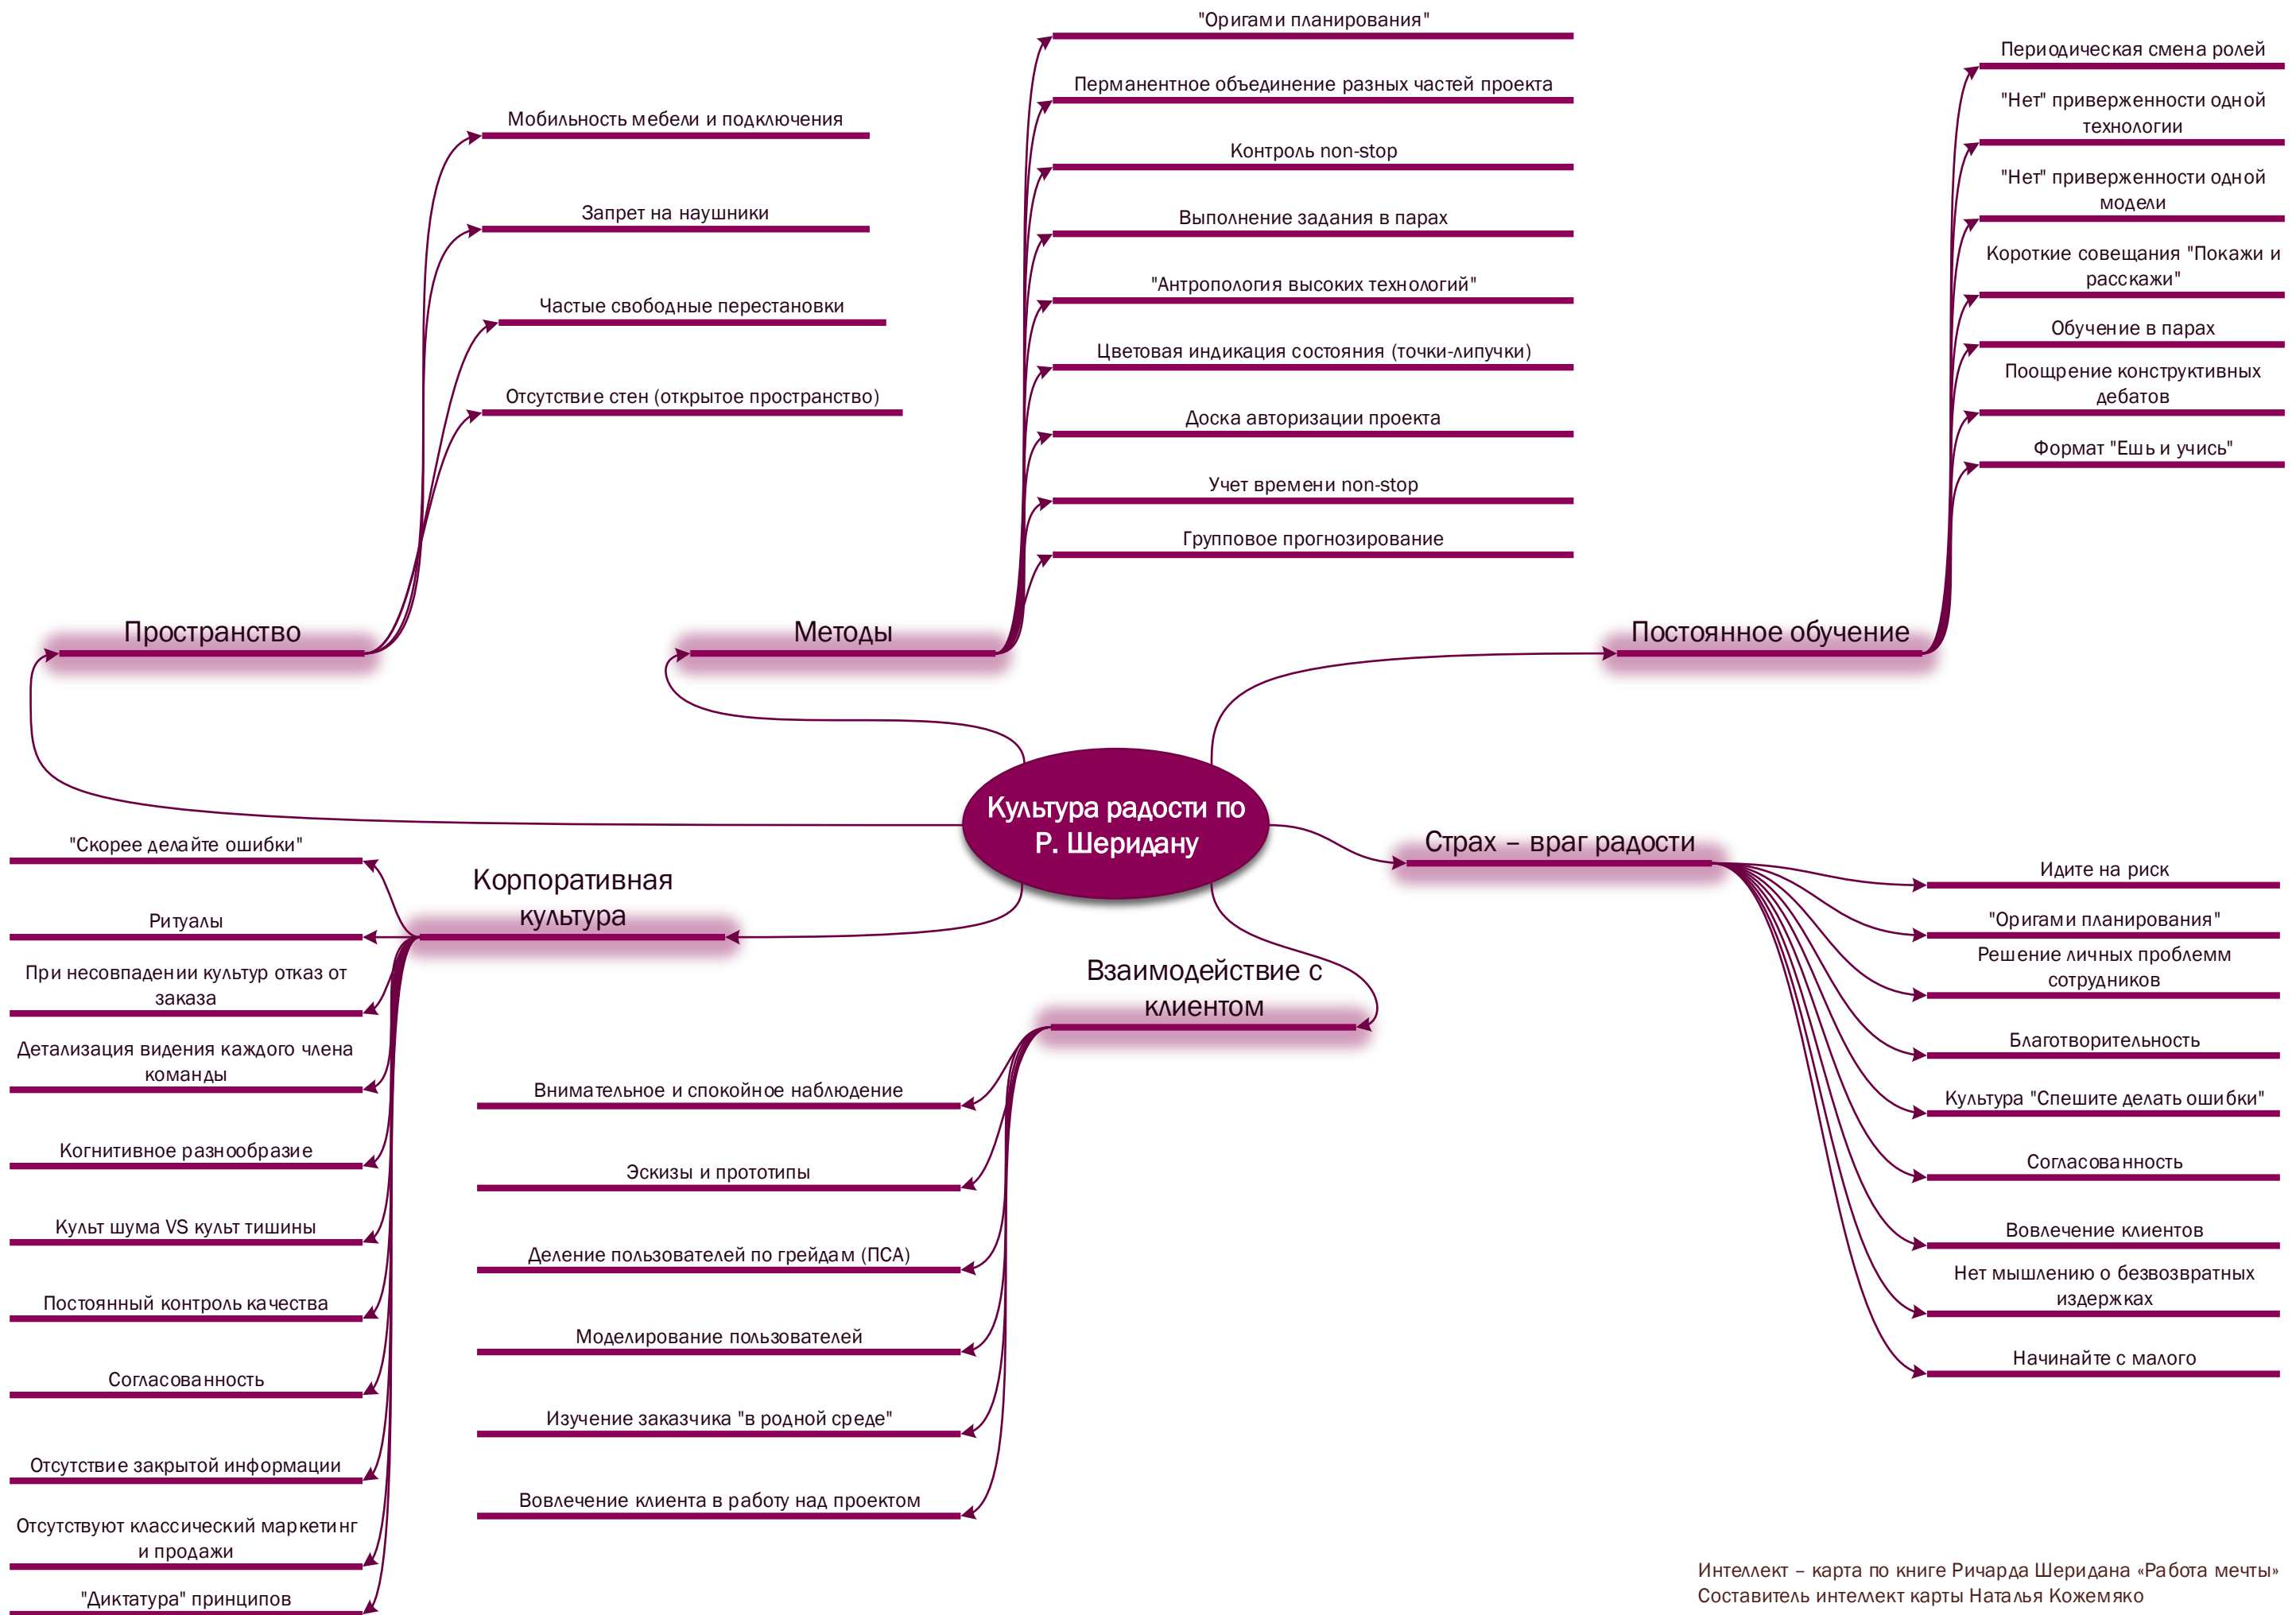 Культура радости по
Р. Шеридану
Пространство
Мобильность мебели и подключения
Запрет на наушники
Частые свободные перестановки
Отсутствие стен (открытое пространство)
Методы
"Оригами планирования"
Перманентное объединение разных частей проекта
Контроль non-stop
Выполнение задания в парах
"Антропология высоких технологий"
Цветовая индикация состояния (точки-липучки)
Доска авторизации проекта
Учет времени non-stop
Групповое прогнозирование
Постоянное обучение
Периодическая смена ролей
"Нет" приверженности одной
технологии
"Нет" приверженности одной
модели
Короткие совещания "Покажи и
расскажи"
Обучение в парах
Поощрение конструктивных
дебатов
Формат "Ешь и учись"
Страх – враг радости
Идите на риск
"Оригами планирования"
Решение личных проблемм
сотрудников
Благотворительность
Культура "Спешите делать ошибки"
Согласованность
Вовлечение клиентов
Нет мышлению о безвозвратных
издержках
Начинайте с малого
Взаимодействие с
клиентом
Внимательное и спокойное наблюдение
Эскизы и прототипы
Деление пользователей по грейдам (ПСА)
Моделирование пользователей
Изучение заказчика "в родной среде"
Вовлечение клиента в работу над проектом
Корпоративная
культура
"Скорее делайте ошибки"
Ритуалы
При несовпадении культур отказ от
заказа
Детализация видения каждого члена
команды
Когнитивное разнообразие
Культ шума VS культ тишины
Постоянный контроль качества
Согласованность
Отсутствие закрытой информации
Отсутствуют классический маркетинг
и продажи
"Диктатура" принципов
Интеллект – карта по книге Ричарда Шеридана «Работа мечты»
Составитель интеллект карты Наталья Кожемяко